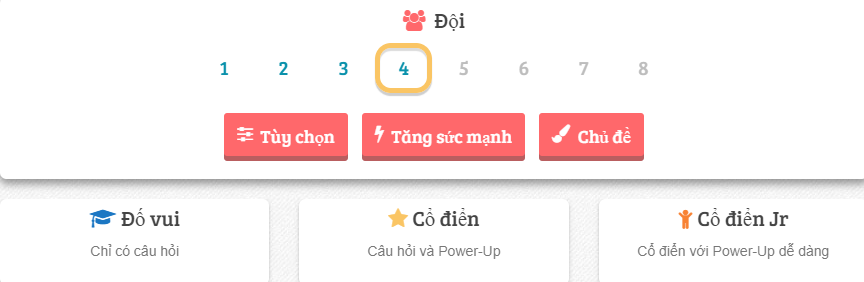 Đội
1 2 3 4 5 6 7 8
Tùy chọn Tăng sức mạnh Chủ đề
Đố vui Cổ điển Cổ điển Jr
Chỉ có câu hỏi Câu hỏi và Power-Up Cổ điển với Power-Up dễ dàng